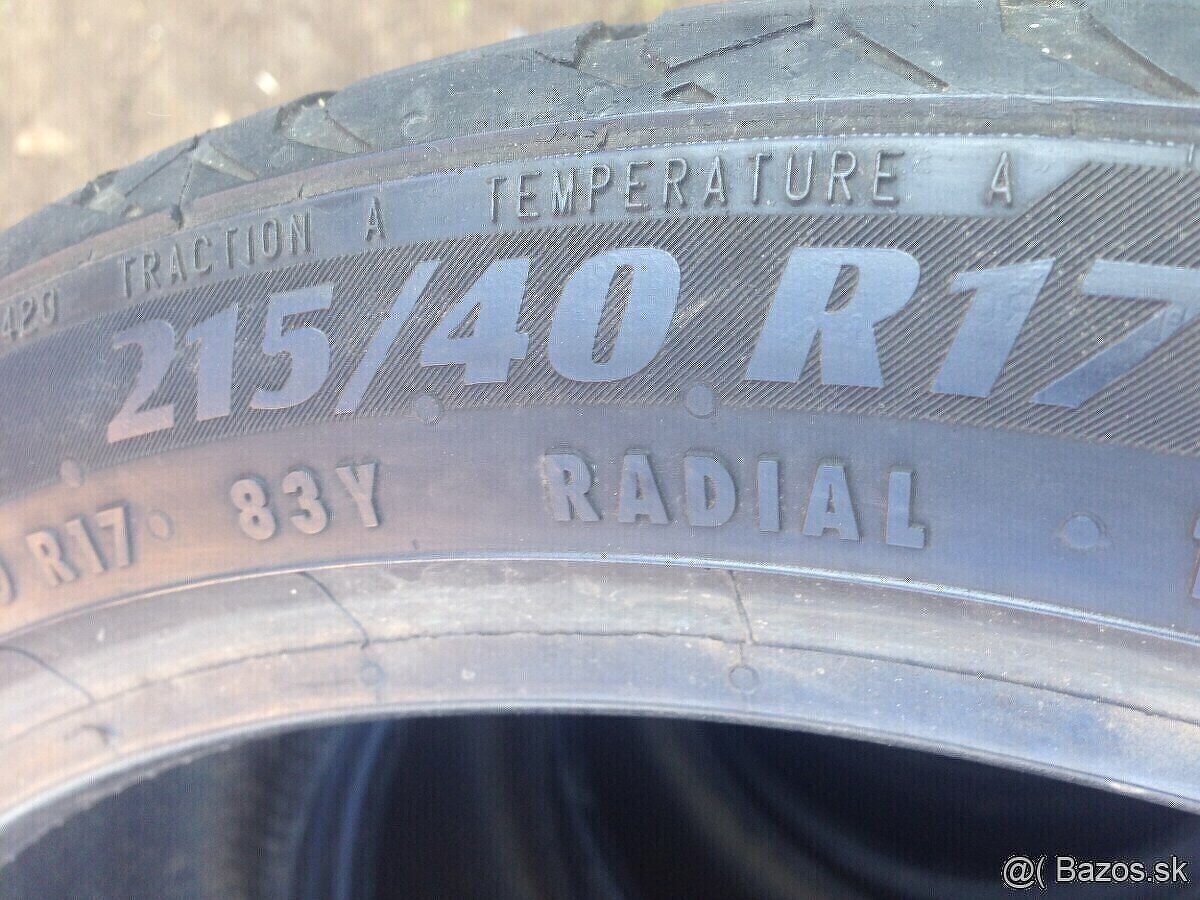 420 TRACTION A TEMPERATURE A
215/40 R17
R17 83Y RADIAL
@( Bazos.sk